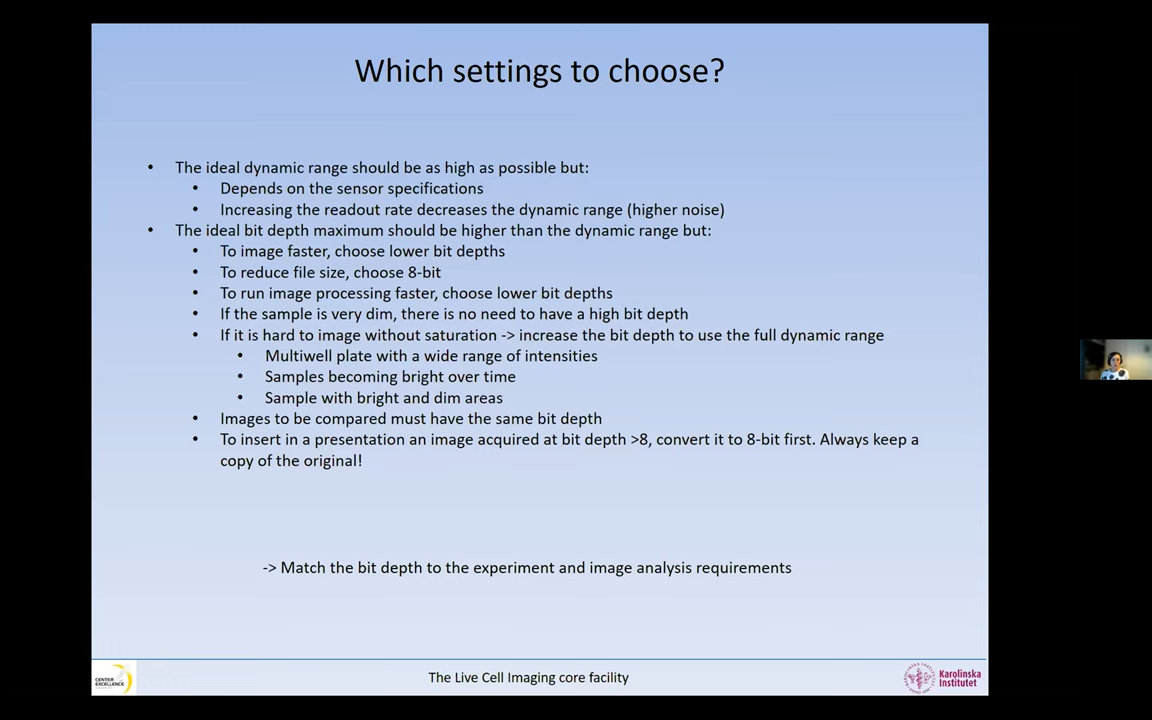 Which settings to choose?
• The ideal dynamic range should be as high as possible but:
• Depends on the sensor specifications
• Increasing the readout rate decreases the dynamic range (higher noise)
• The ideal bit depth maximum should be higher than the dynamic range but:
• To image faster, choose lower bit depths
• To reduce file size, choose 8-bit
• To run image processing faster, choose lower bit depths
• If the sample is very dim, there is no need to have a high bit depth
• If it is hard to image without saturation -> increase the bit depth to use the full dynamic range
• Multiwell plate with a wide range of intensities
• Samples becoming bright over time
• Sample with bright and dim areas
• Images to be compared must have the same bit depth
• To insert in a presentation an image acquired at bit depth >8, convert it to 8-bit first. Always keep a
copy of the original!
-> Match the bit depth to the experiment and image analysis requirements
CENTER
EXCELLENCE
The Live Cell Imaging core facility
Karolinska
Institutet